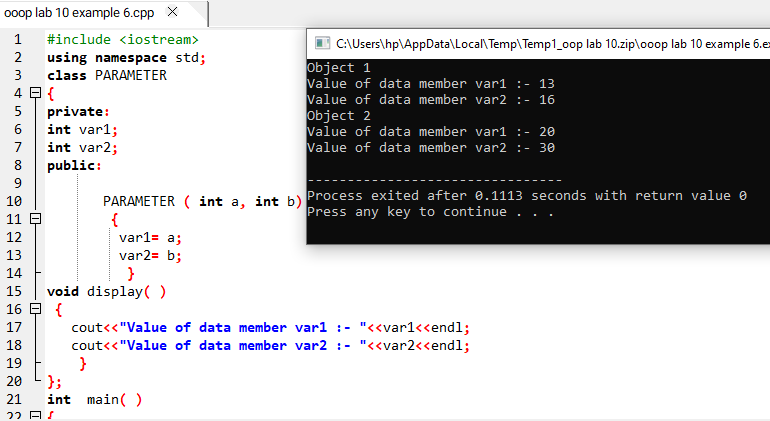 ooop lab 10 example 6.cpp
1 #include <iostream>
2 using namespace std;
3 class PARAMETER
4 {
5 private:
6 int var1;
7 int var2;
8 public:
9
10 PARAMETER ( int a, int b)
11 {
12 var1= a;
13 var2= b;
14 }
15 void display( )
16 {
17 cout<<"Value of data member var1 :- "<<var1<<endl;
18 cout<<"Value of data member var2 :- "<<var2<<endl;
19 }
20 };
21 int main( )
22 {
C:\Users\hp\AppData\Local\Temp\Temp1_oop lab 10.zip\ooop lab 10 example 6.ex
Object 1
Value of data member var1 :- 13
Value of data member var2 :- 16
Object 2
Value of data member var1 :- 20
Value of data member var2 :- 30
--------------------------------
Process exited after 0.1113 seconds with return value 0
Press any key to continue . . .